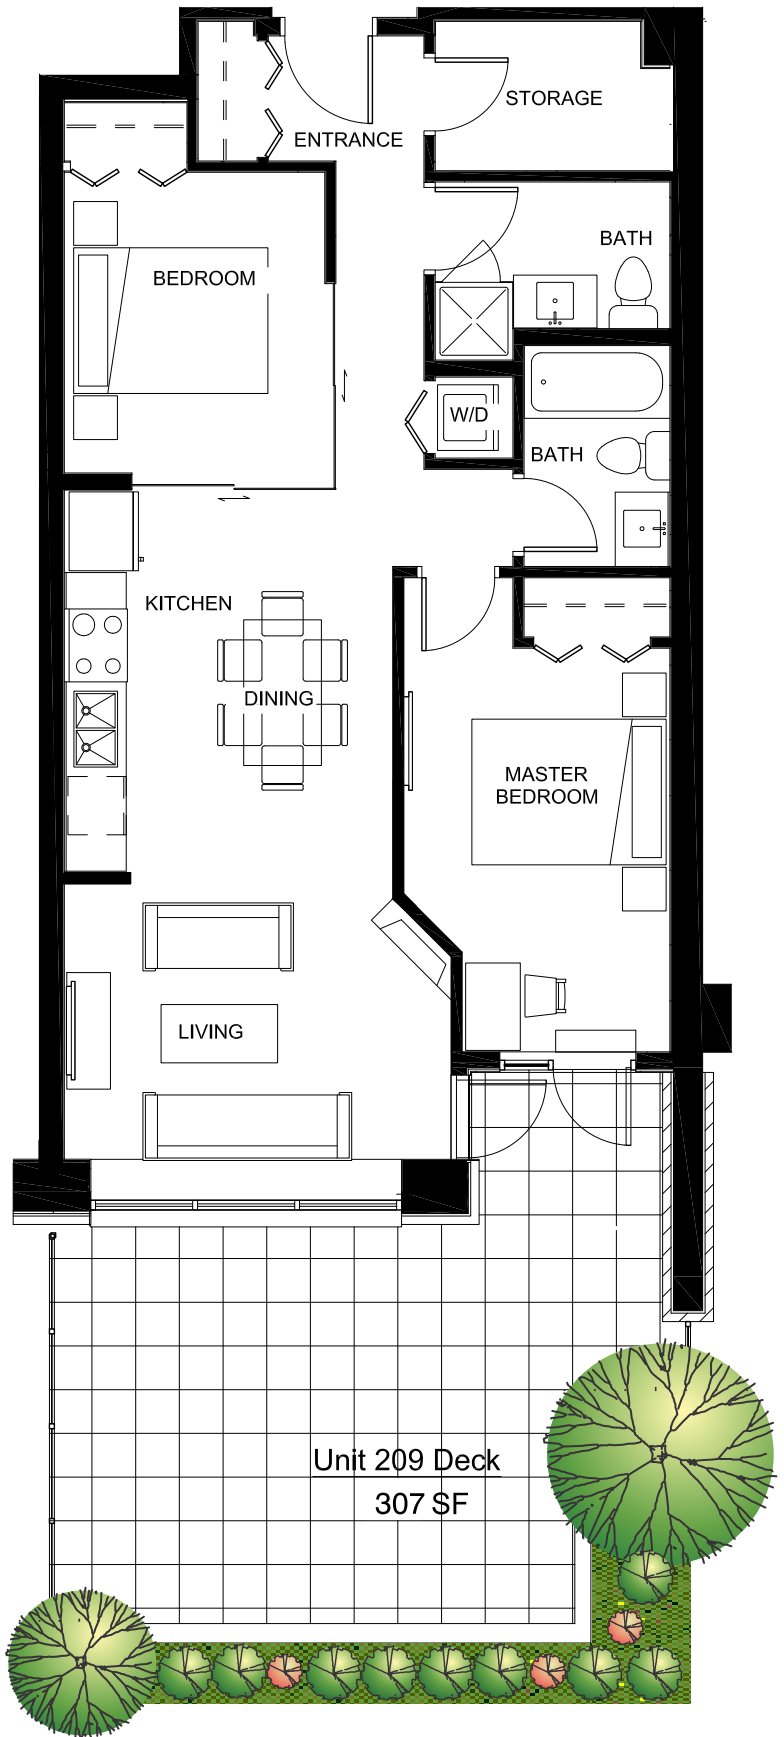 STORAGE
ENTRANCE
BATH
BEDROOM
W/D
BATH
KITCHEN
DINING
MASTER
BEDROOM
LIVING
Unit 209 Deck
307 SF